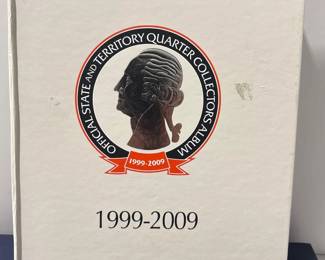 OFFICIAL STATE AND TERRITORY QUARTER COLLECTORS ALBUM
1999-2009
1999-2009